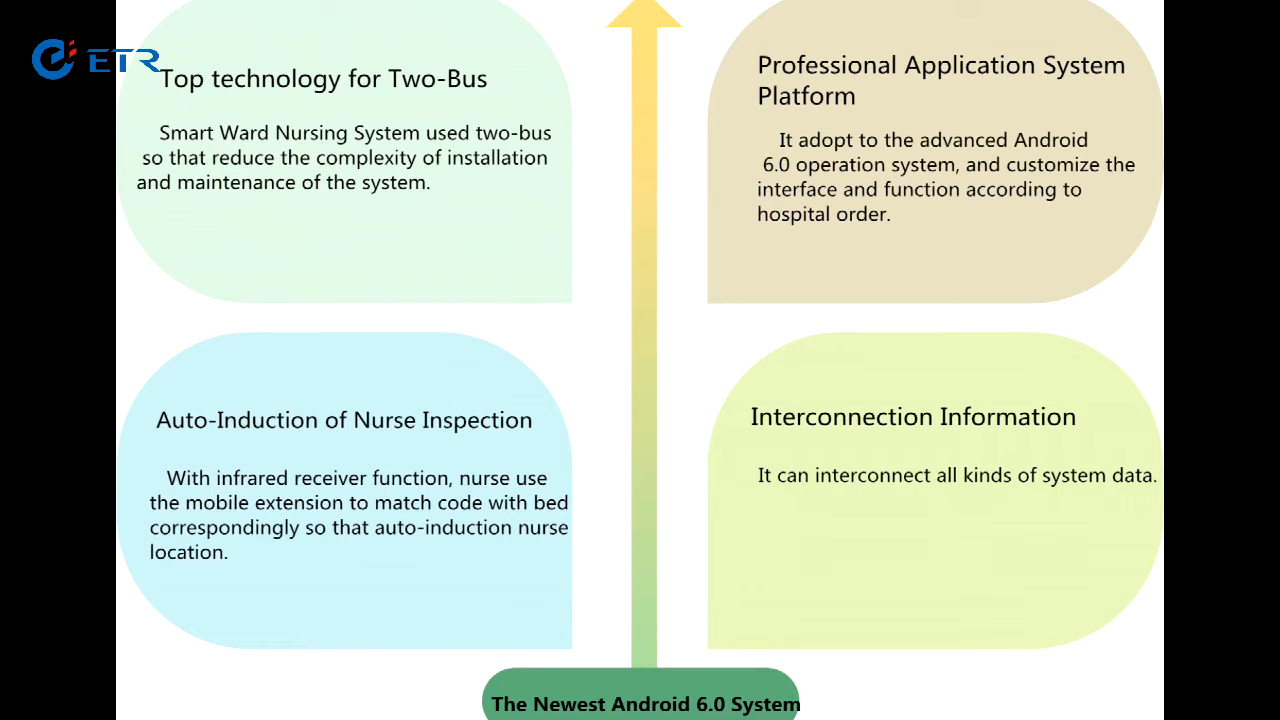 ETR
Top technology for Two-Bus
Smart Ward Nursing System used two-bus
so that reduce the complexity of installation
and maintenance of the system.
Professional Application System
Platform
It adopt to the advanced Android
6.0 operation system, and customize the
interface and function according to
hospital order.
Auto-Induction of Nurse Inspection
With infrared receiver function, nurse use
the mobile extension to match code with bed
correspondingly so that auto-induction nurse
location.
Interconnection Information
It can interconnect all kinds of system data.
The Newest Android 6.0 System